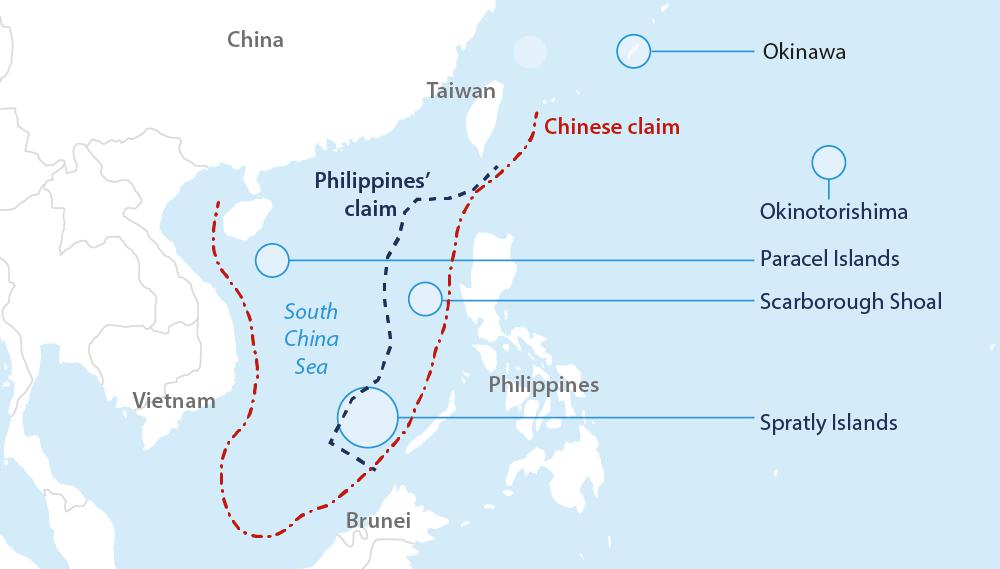 China
Okinawa
Taiwan
Chinese claim
Philippines’
claim
Okinotorishima
Paracel Islands
Scarborough Shoal
South
China
Sea
Philippines
Vietnam
Spratly Islands
Brunei